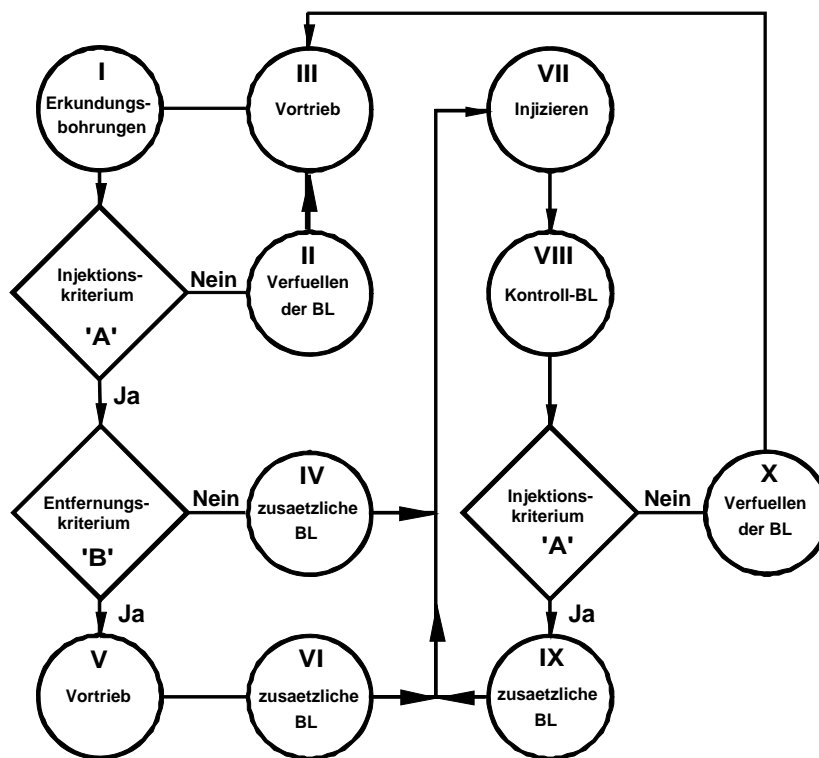 I
Erkundungs-
bohrungen
III
Vortrieb
VII
Injizieren
Injektions-
kriterium
'A'
Nein
II
Verfuellen
der BL
VIII
Kontroll-BL
Ja
Entfernungs-
kriterium
'B'
Nein
IV
zusaetzliche
BL
Injektions-
kriterium
'A'
Nein
X
Verfuellen
der BL
Ja
V
Vortrieb
VI
zusaetzliche
BL
Ja
IX
zusaetzliche
BL